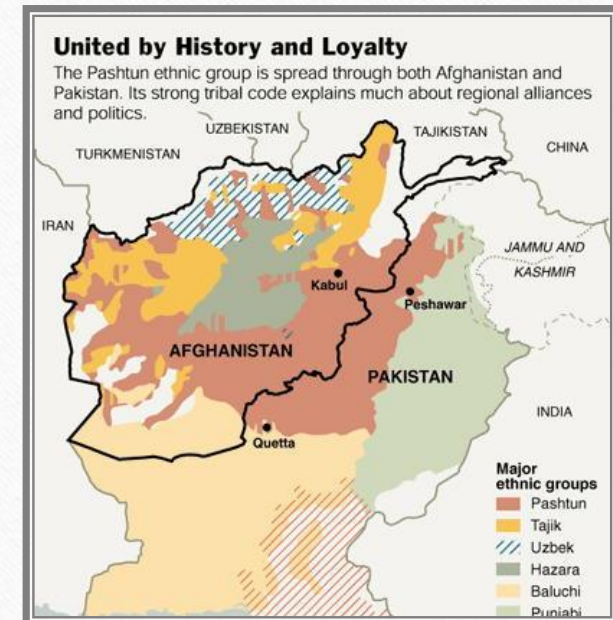 United by History and Loyalty
The Pashtun ethnic group is spread through both Afghanistan and
Pakistan. Its strong tribal code explains much about regional alliances
and politics.
UZBEKISTAN
TAJIKISTAN
CHINA
TURKMENISTAN
IRAN
JAMMU AND
KASHMIR
Kabul
Peshawar
AFGHANISTAN
PAKISTAN
INDIA
Quetta
Major
ethnic groups
Pashtun
Tajik
Uzbek
Hazara
Baluchi
Punjabi